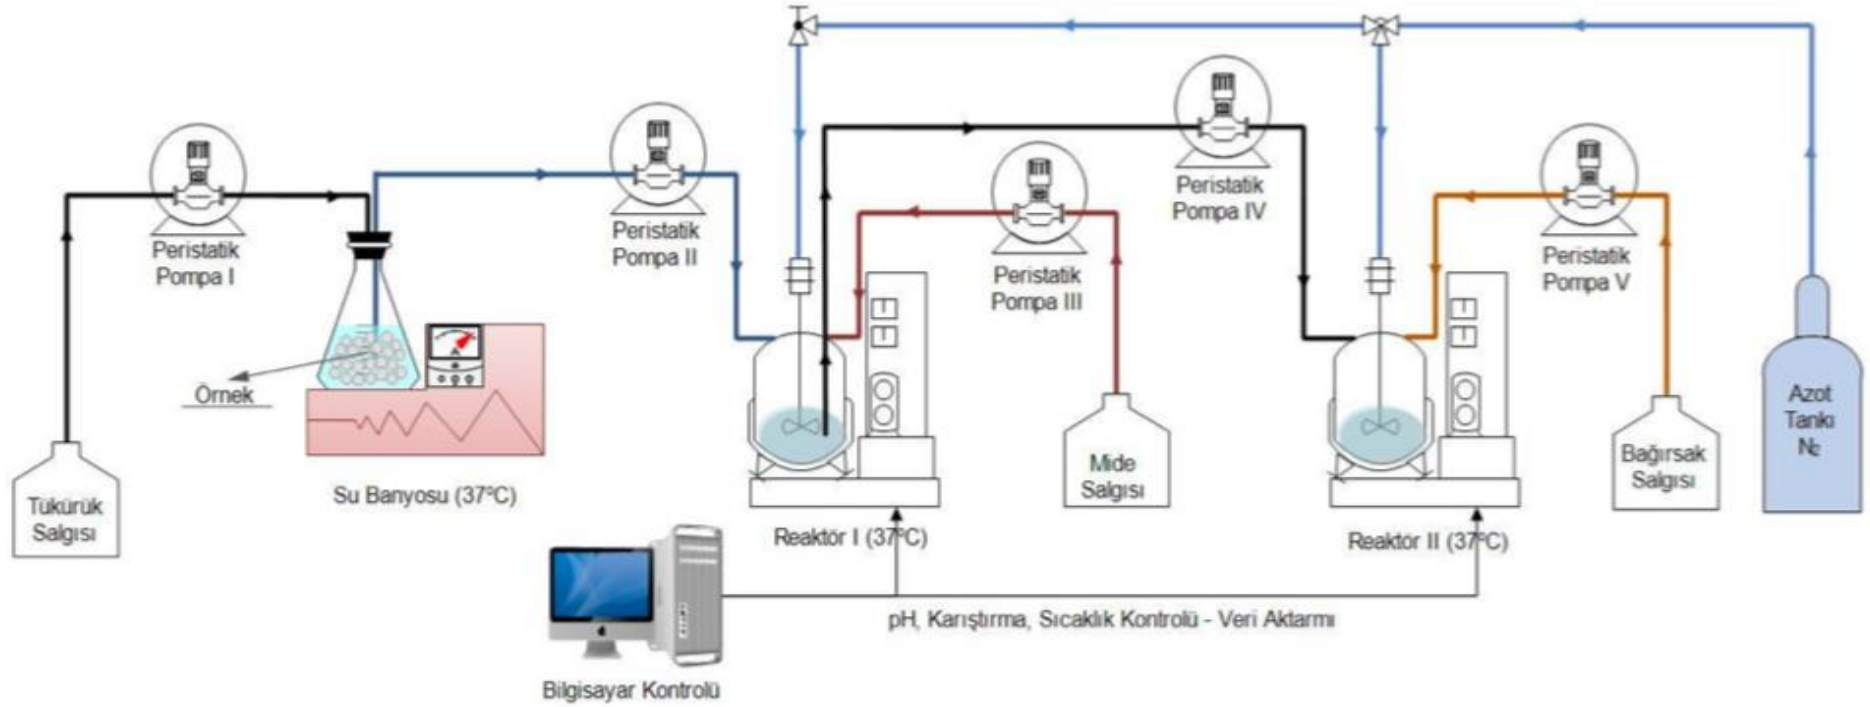 Peristatik
Pompa I
Peristatik
Pompa II
Peristatik
Pompa III
Peristatik
Pompa IV
Peristatik
Pompa V
Örnek
Tükürük
Salgısı
Su Banyosu (37°C)
Mide
Salgısı
Bağırsak
Salgısı
Azot
Tankı
N2
Reaktör I (37°C)
Reaktör II (37°C)
pH, Karıştırma, Sıcaklık Kontrolü - Veri Aktarmı
Bilgisayar Kontrolü